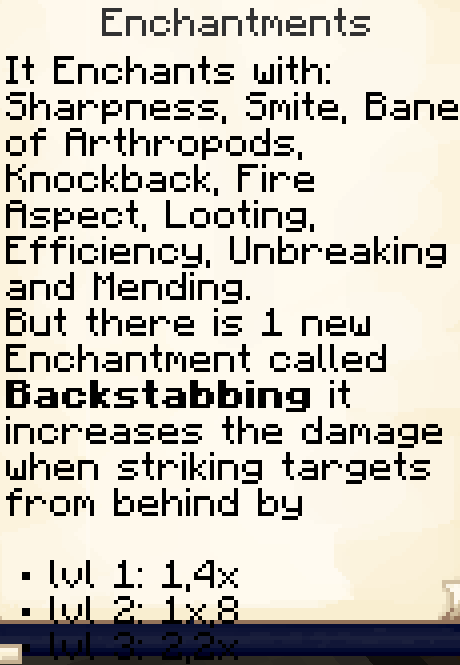 Enchantments
It Enchants with:
Sharpness, Smite, Bane
of Arthropods,
Knockback, Fire
Aspect, Looting,
Efficiency, Unbreaking
and Mending.
But there is 1 new
Enchantment called
Backstabbing it
increases the damage
when striking targets
from behind by
• lvl 1: 1,4x
• lvl 2: 1x,8
• lvl 3: 2,2x